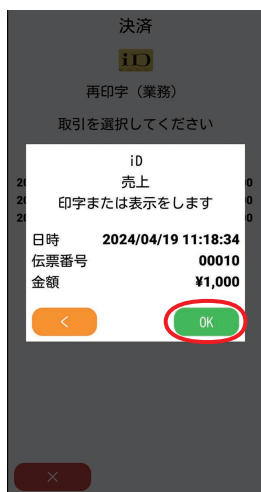 決済
iD
再印字（業務）
取引を選択してください
iD
売上
印字または表示をします
日時 2024/04/19 11:18:34
伝票番号 00010
金額 ¥1,000
< OK
×